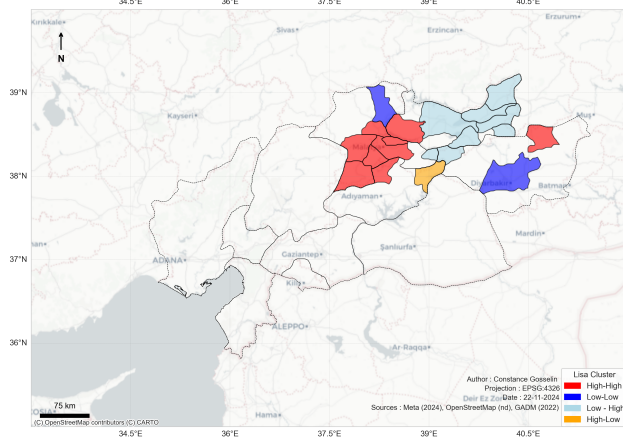 34.5°E 36°E 37.5°E 39°E 40.5°E
Kırıkkale
Sivas
Erzincan
Erzurum
N
39°N
Kayseri
Muş
38°N
Diyarbakır
Batman
Adıyaman
Mardin
Şanlıurfa
Gaziantep
ADANA
37°N
Kilis
ALEPPO
36°N
Ar-Raqqa
Hama
Deir Ez
75 km
(C) OpenStreetMap contributors (C) CARTO
Author : Constance Gosselin
Projection : EPSG:4326
Date : 22-11-2024
Sources : Meta (2024), OpenStreetMap (nd), GADM (2022)
Lisa Cluster
High-High
Low-Low
Low - High
High-Low
34.5°E 36°E 37.5°E 39°E 40.5°E